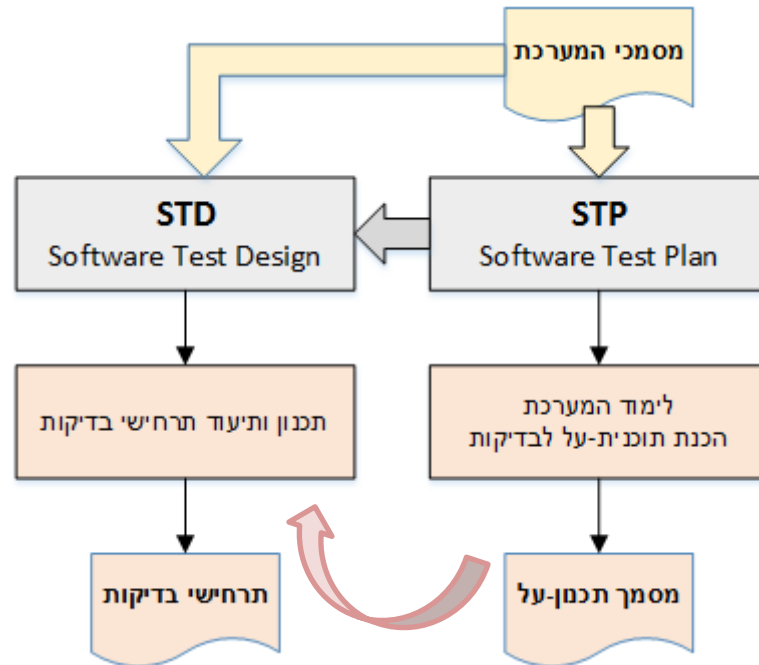 מסמכי המערכת
STP
Software Test Plan
STD
Software Test Design
לימוד המערכת
הכנת תוכנית-על לבדיקות
תכנון ותיעוד תרחישי בדיקות
מסמך תכנון-על
תרחישי בדיקות